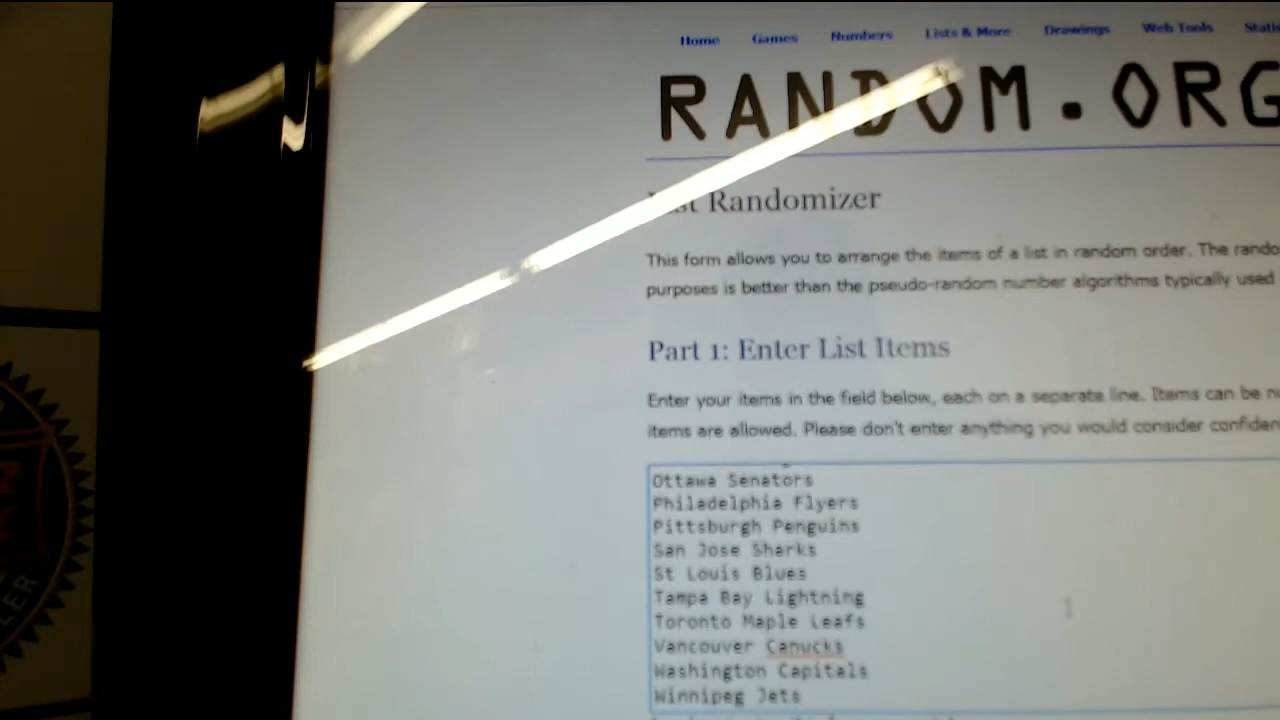 Home Games Numbers Lists & More Drawings Web Tools
RANDOM.ORG
Randomizer
This form allows you to arrange the items of a list in random order. The
purposes is better than the pseudo-random number algorithms typically used
Part 1: Enter List Items
Enter your items in the field below, each on a separate line. Items can be
items are allowed. Please don't enter anything you would consider
Ottawa Senators
Philadelphia Flyers
Pittsburgh Penguins
San Jose Sharks
St Louis Blues
Tampa Bay Lightning
Toronto Maple Leafs
Vancouver Canucks
Washington Capitals
Winnipeg Jets